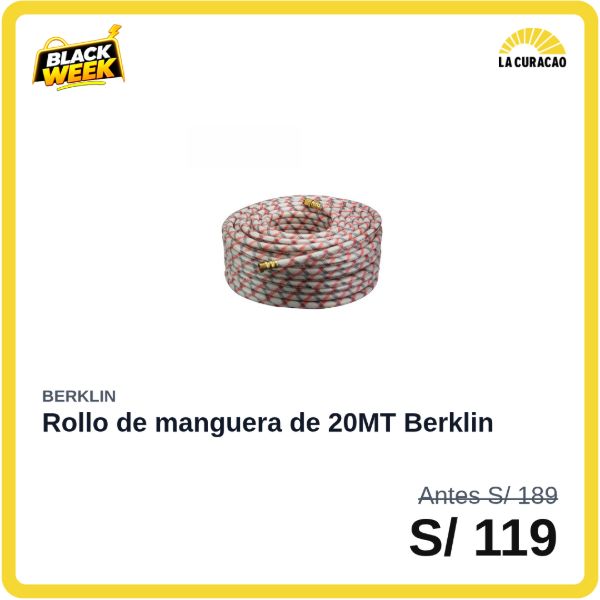 BLACK
WEEK
LA CURACAO
BERKLIN
Rollo de manguera de 20MT Berklin
Antes S/ 189
S/ 119